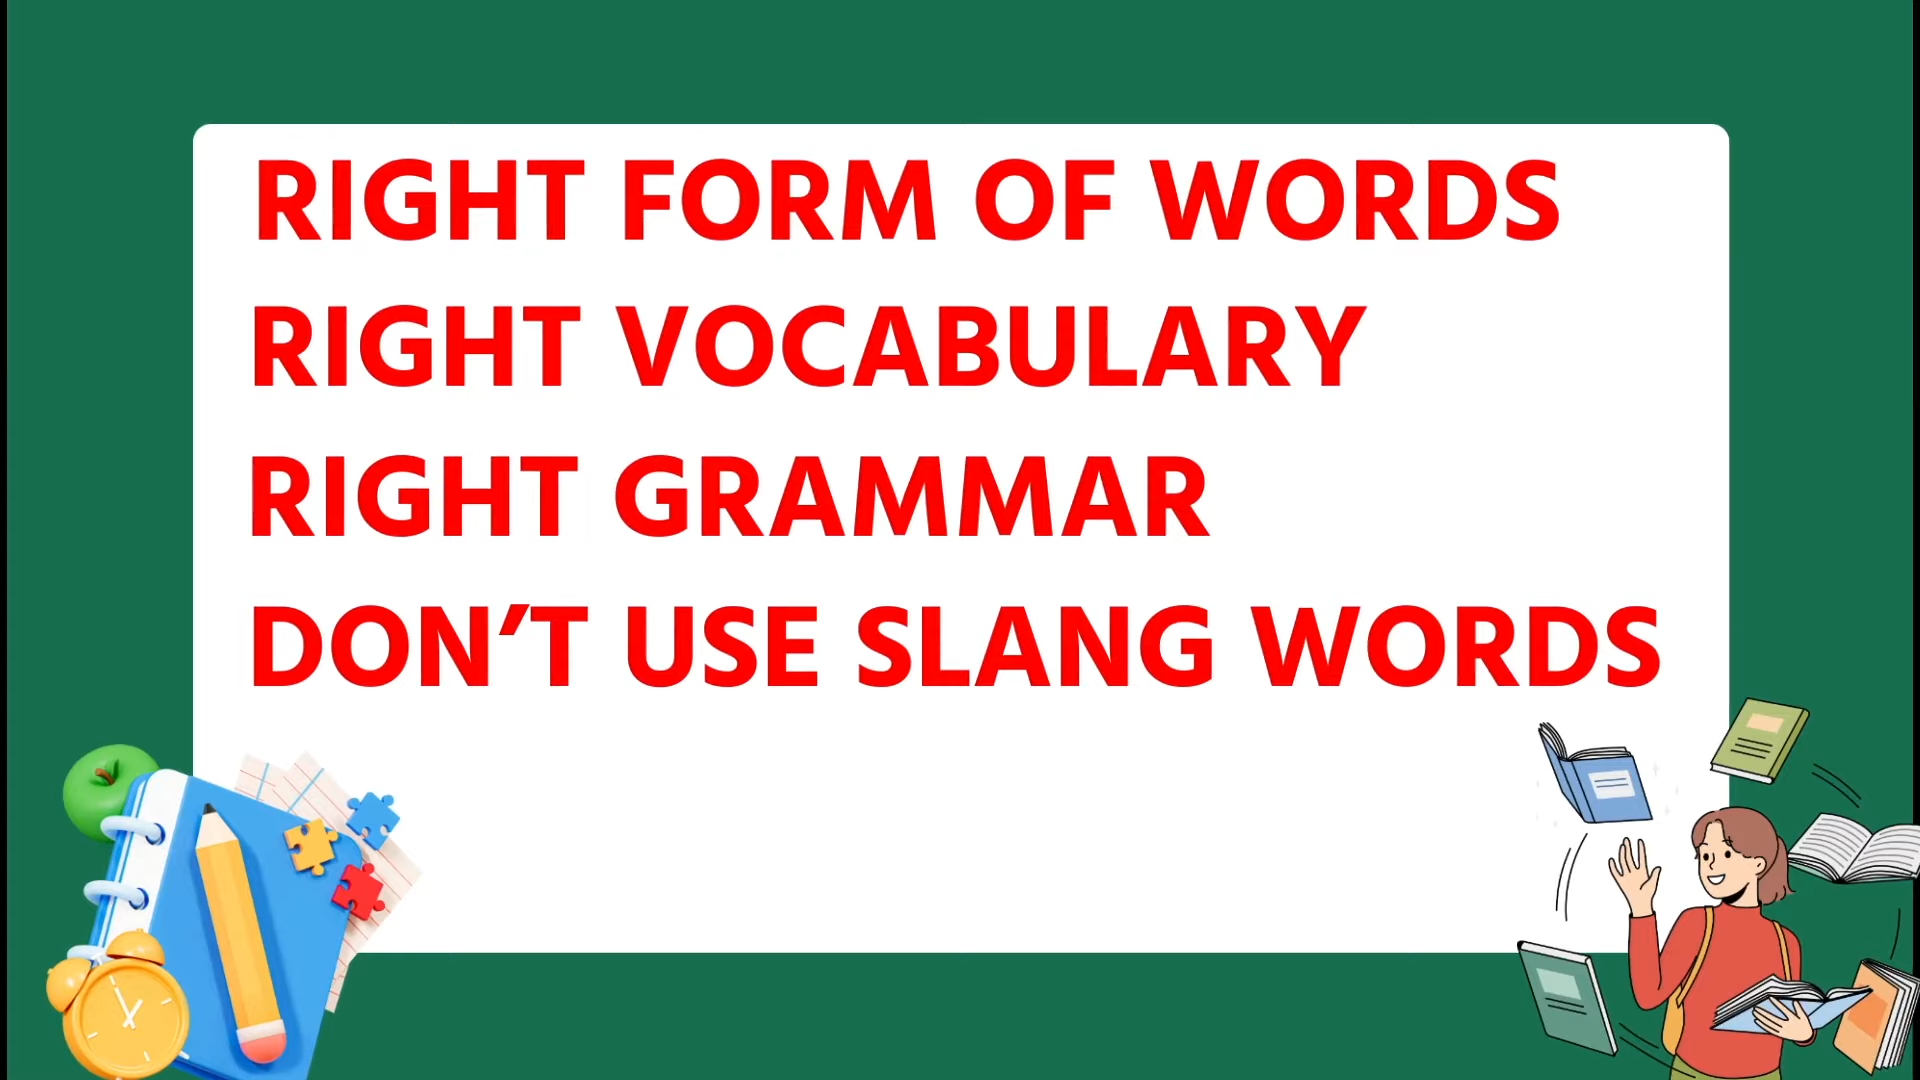 RIGHT FORM OF WORDS
RIGHT VOCABULARY
RIGHT GRAMMAR
DON’T USE SLANG WORDS